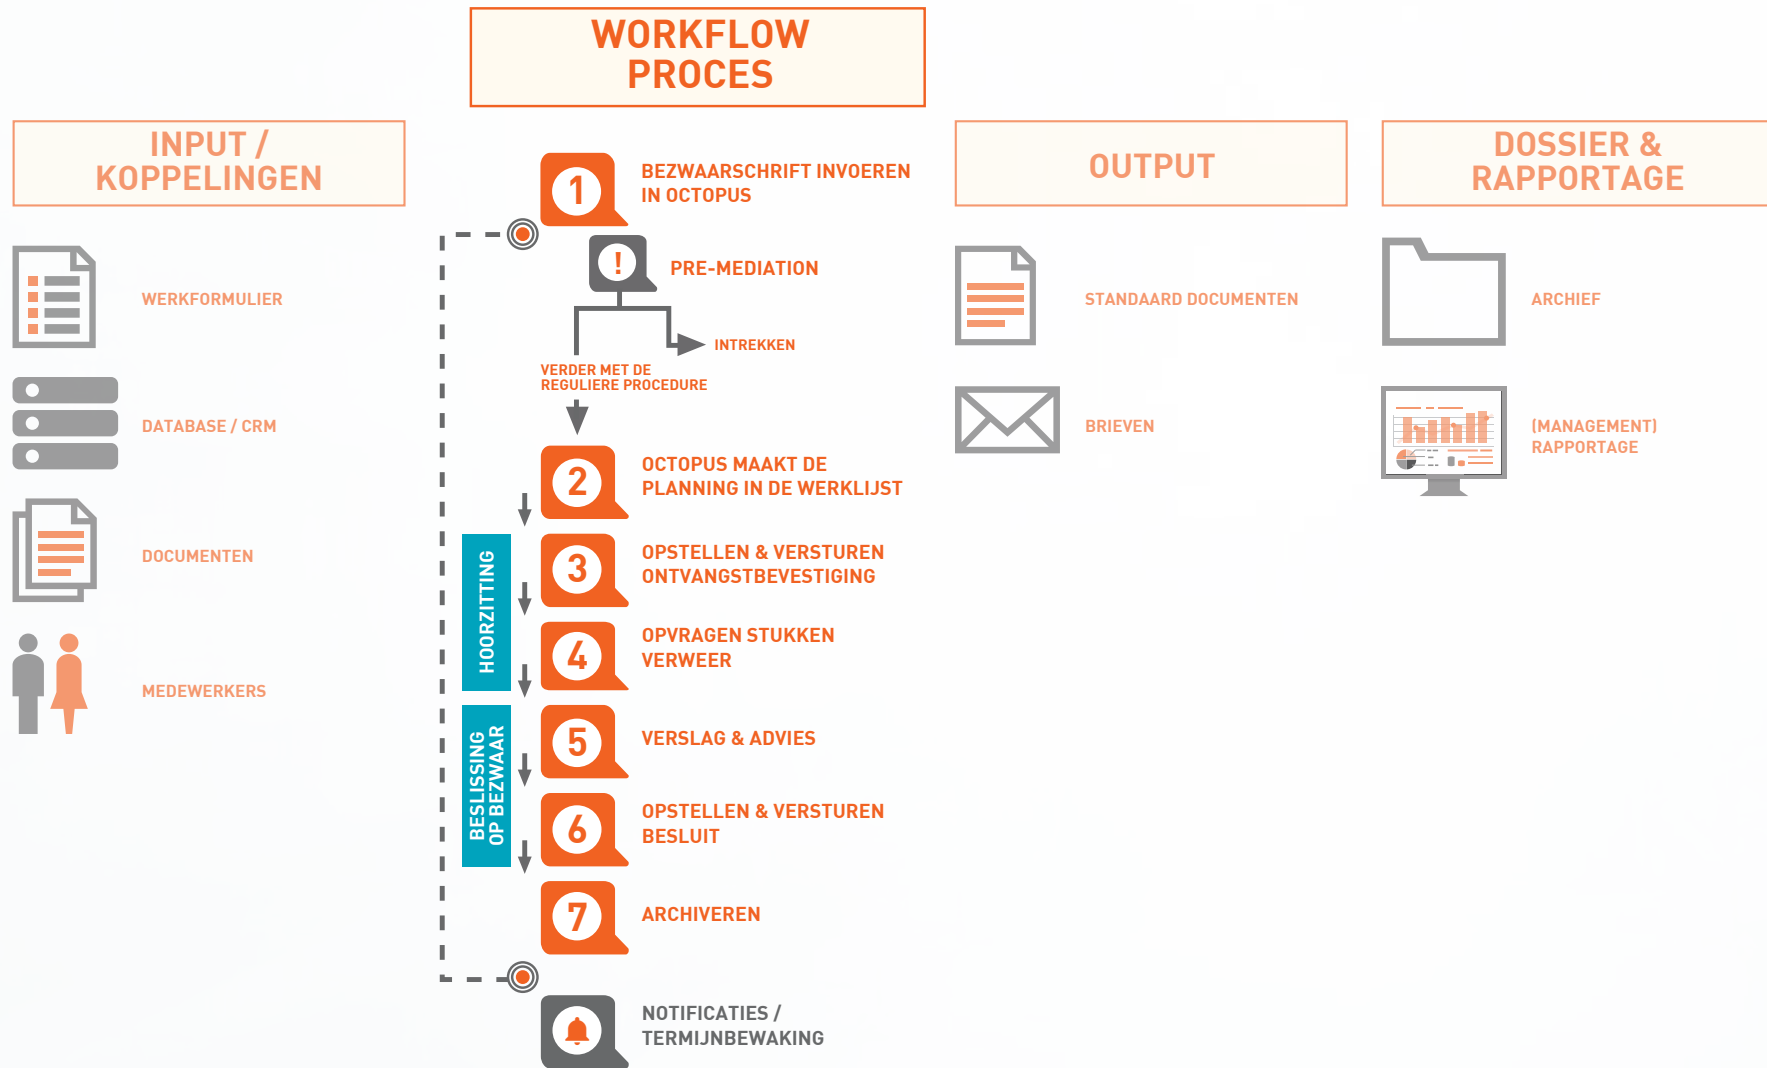 WORKFLOW
PROCES
INPUT /
KOPPELINGEN
WERKFORMULIER
DATABASE / CRM
DOCUMENTEN
MEDEWERKERS
1
BEZWAARSCHRIFT INVOEREN
IN OCTOPUS
!
PRE-MEDIATION
INTREKKEN
VERDER MET DE
REGULIERE PROCEDURE
2
OCTOPUS MAAKT DE
PLANNING IN DE WERKLIJST
HOORZITTING
3
OPSTELLEN & VERSTUREN
ONTVANGSTBEVESTIGING
4
OPVRAGEN STUKKEN
VERWEER
BESLISSING
OP BEZWAAR
5
VERSLAG & ADVIES
6
OPSTELLEN & VERSTUREN
BESLUIT
7
ARCHIVEREN
NOTIFICATIES /
TERMIJNBEWAKING
OUTPUT
STANDAARD DOCUMENTEN
BRIEVEN
DOSSIER &
RAPPORTAGE
ARCHIEF
(MANAGEMENT)
RAPPORTAGE